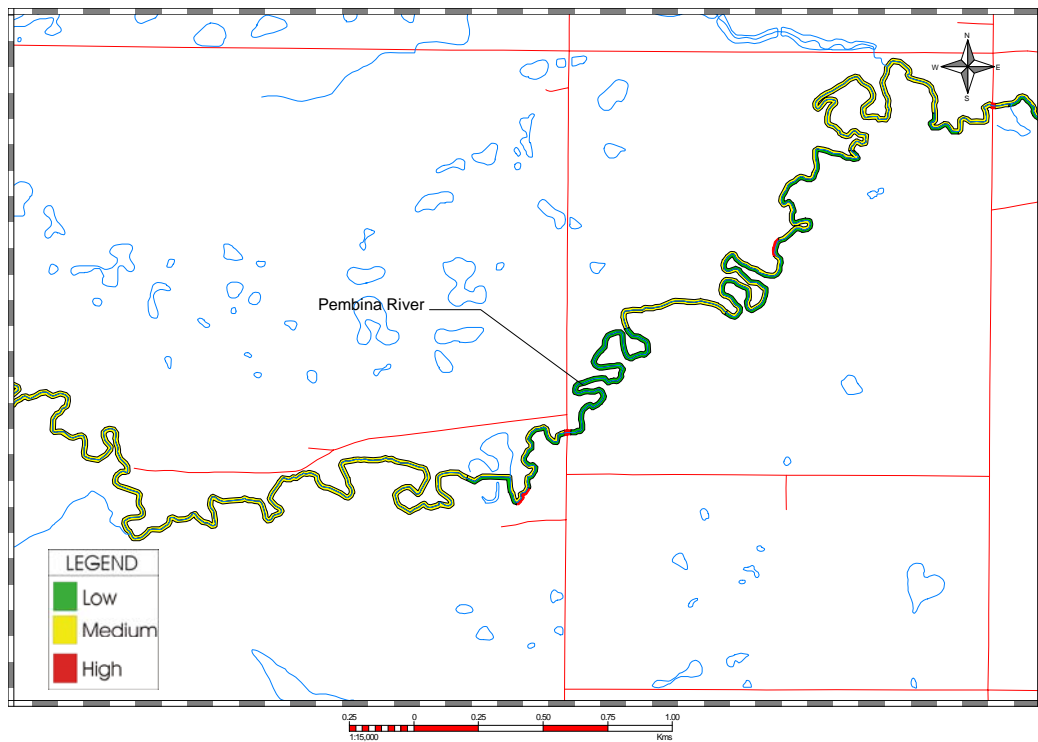 N
W E
S
Pembina River
LEGEND
Low
Medium
High
0.25 0 0.25 0.50 0.75 1.00
1:15,000 Kms